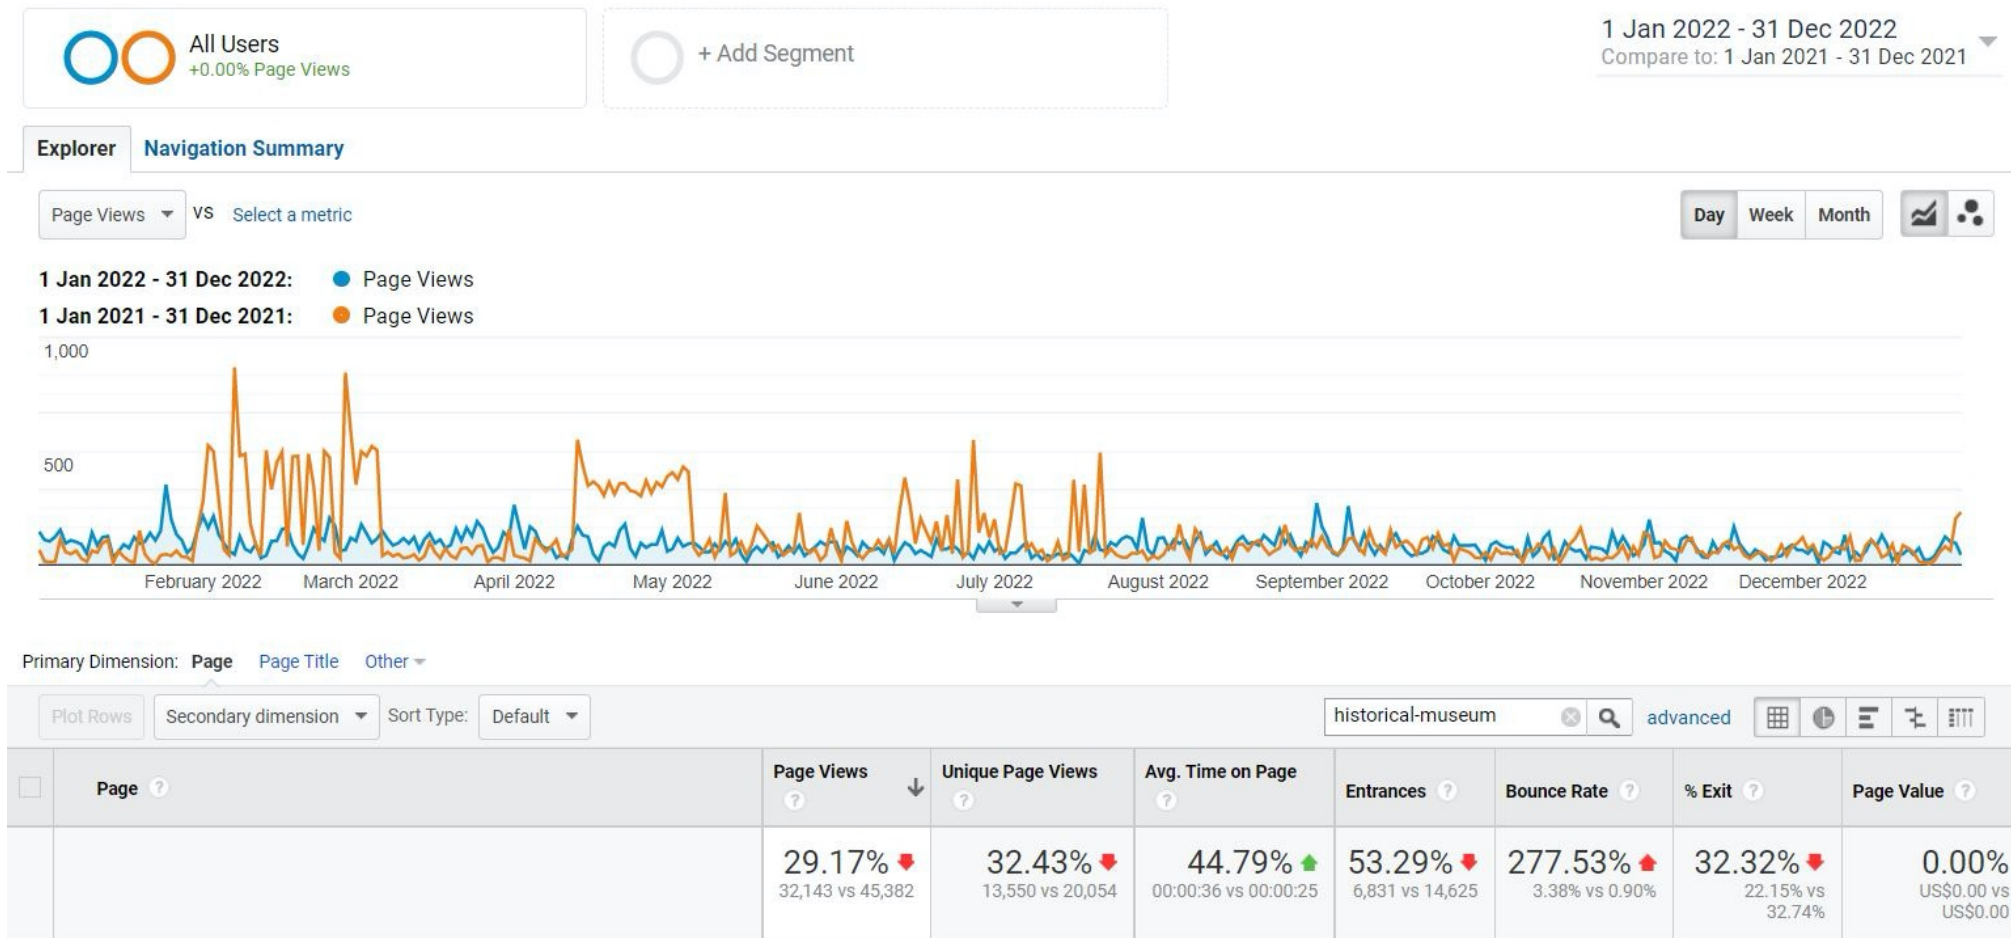 All Users
+0.00% Page Views
+ Add Segment
1 Jan 2022 - 31 Dec 2022
Compare to: 1 Jan 2021 - 31 Dec 2021
Explorer Navigation Summary
Page Views VS Select a metric
Day Week Month
1 Jan 2022 - 31 Dec 2022: Page Views
1 Jan 2021 - 31 Dec 2021: Page Views
1,000
500
February 2022 March 2022 April 2022 May 2022 June 2022 July 2022 August 2022 September 2022 October 2022 November 2022 December 2022
Primary Dimension: Page Page Title Other
Plot Rows Secondary dimension Sort Type: Default historical-museum advanced
Page ? Page Views ? Unique Page Views ? Avg. Time on Page ? Entrances ? Bounce Rate ? % Exit ? Page Value ?
29.17% 32.43% 44.79% 53.29% 277.53% 32.32% 0.00%
32,143 vs 45,382 13,550 vs 20,054 00:00:36 vs 00:00:25 6,831 vs 14,625 3.38% vs 0.90% 22.15% vs US$0.00 vs
32.74% US$0.00